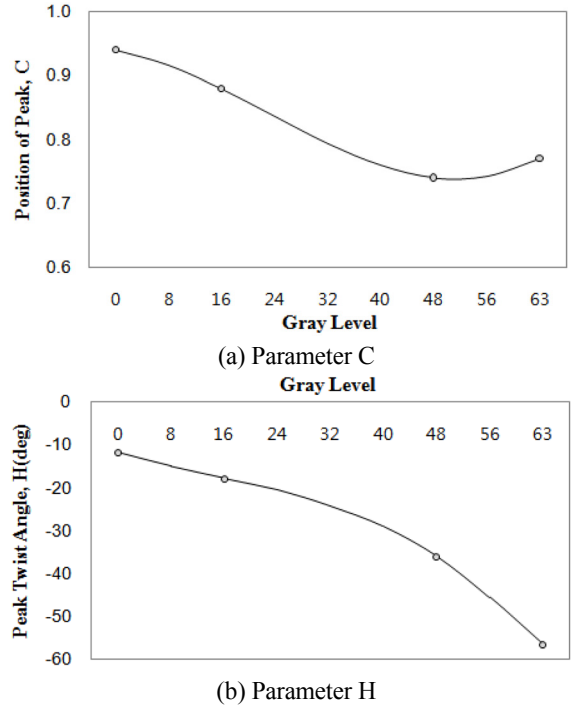 1.0
0.9
0.8
0.7
0.6
Position of Peak, C
0 8 16 24 32 40 48 56 63
Gray Level
(a) Parameter C
Gray Level
0
-10
-20
-30
-40
-50
-60
Peak Twist Angle, H(deg)
0 8 16 24 32 40 48 56 63
(b) Parameter H